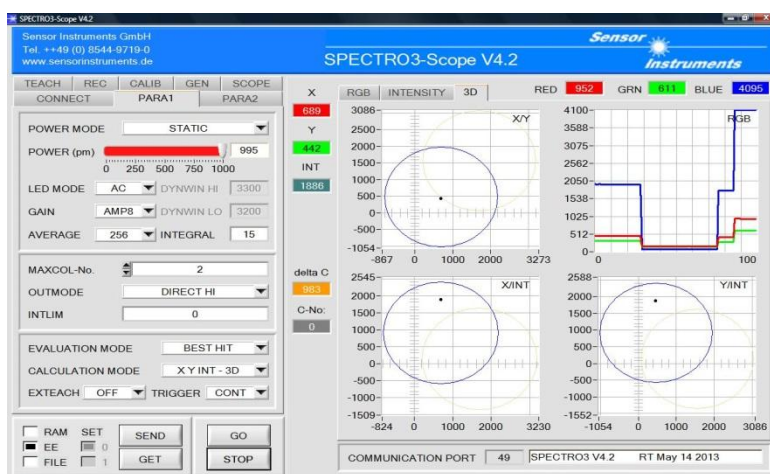 SPECTRO3-Scope V4.2
Sensor Instruments GmbH
Tel. ++49 (0) 8544-9719-0
www.sensorinstruments.de
SPECTRO3-Scope V4.2
Sensor
Instruments
TEACH REC CALIB GEN SCOPE
CONNECT PARA1 PARA2
POWER MODE STATIC
POWER (pm) 995
0 250 500 750 1000
LED MODE AC DYNWIN HI 3300
GAIN AMP8 DYNWIN LO 3200
AVERAGE 256 INTEGRAL 15
MAXCOL-No. 2
OUTMODE DIRECT HI
INTLIM 0
EVALUATION MODE BEST HIT
CALCULATION MODE X Y INT - 3D
EXTEACH OFF TRIGGER CONT
RAM SET
EE 0
FILE 1
SEND GO
GET STOP
X
689
Y
442
INT
1886
delta C
983
C-No:
0
RGB INTENSITY 3D
RED 952 GRN 611 BLUE 4095
X/Y
3086
2500
2000
1500
1000
500
0
-500
-1054
-867 0 1000 2000 3273
RGB
4100
3588
3075
2562
2050
1538
1025
512
0
0 100
X/INT
2545
2000
1500
1000
500
0
-500
-1000
-1509
-824 0 1000 2000 3230
Y/INT
2588
2000
1500
1000
500
0
-500
-1000
-1552
-1054 0 1000 2000 3086
COMMUNICATION PORT 49 SPECTRO3 V4.2 RT May 14 2013